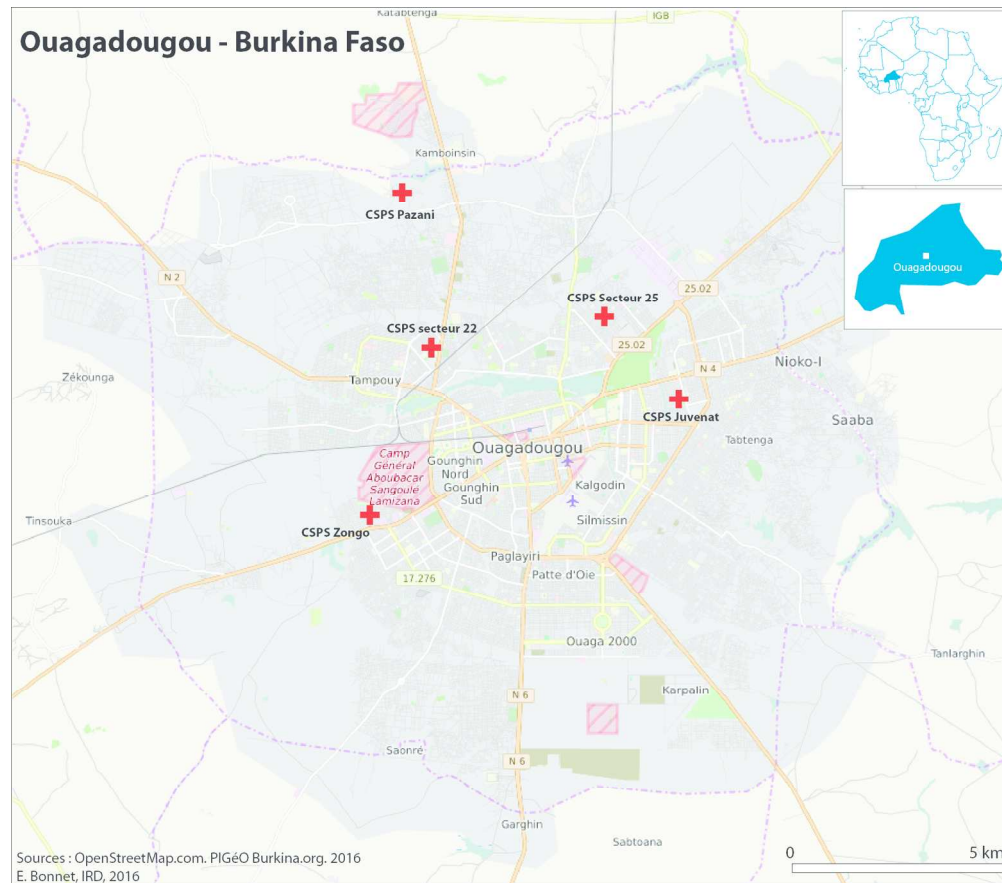 Katabtenga
IGB
Ouagadougou - Burkina Faso
Kamboinsin
CSPS Pazani
Ouagadougou
N 2
25.02
CSPS Secteur 25
CSPS secteur 22
25.02
Nioko-I
N 4
Zékounga
Tampouy
CSPS Juvenat
Saaba
Tabtenga
Ouagadougou
Camp
Général
Aboubacar
Sangoulé
Lamizana
Gounghin
Nord
Gounghin
Sud
Kalgodin
Tinsouka
Silmissin
CSPS Zongo
Paglayiri
17.276
Patte d'Oie
Ouaga 2000
Tanlarghin
Karpalin
N 6
Saonré
N 6
Garghin
Sabtoana
Sources : OpenStreetMap.com. PIGéO Burkina.org. 2016
E. Bonnet, IRD, 2016
0 5 km